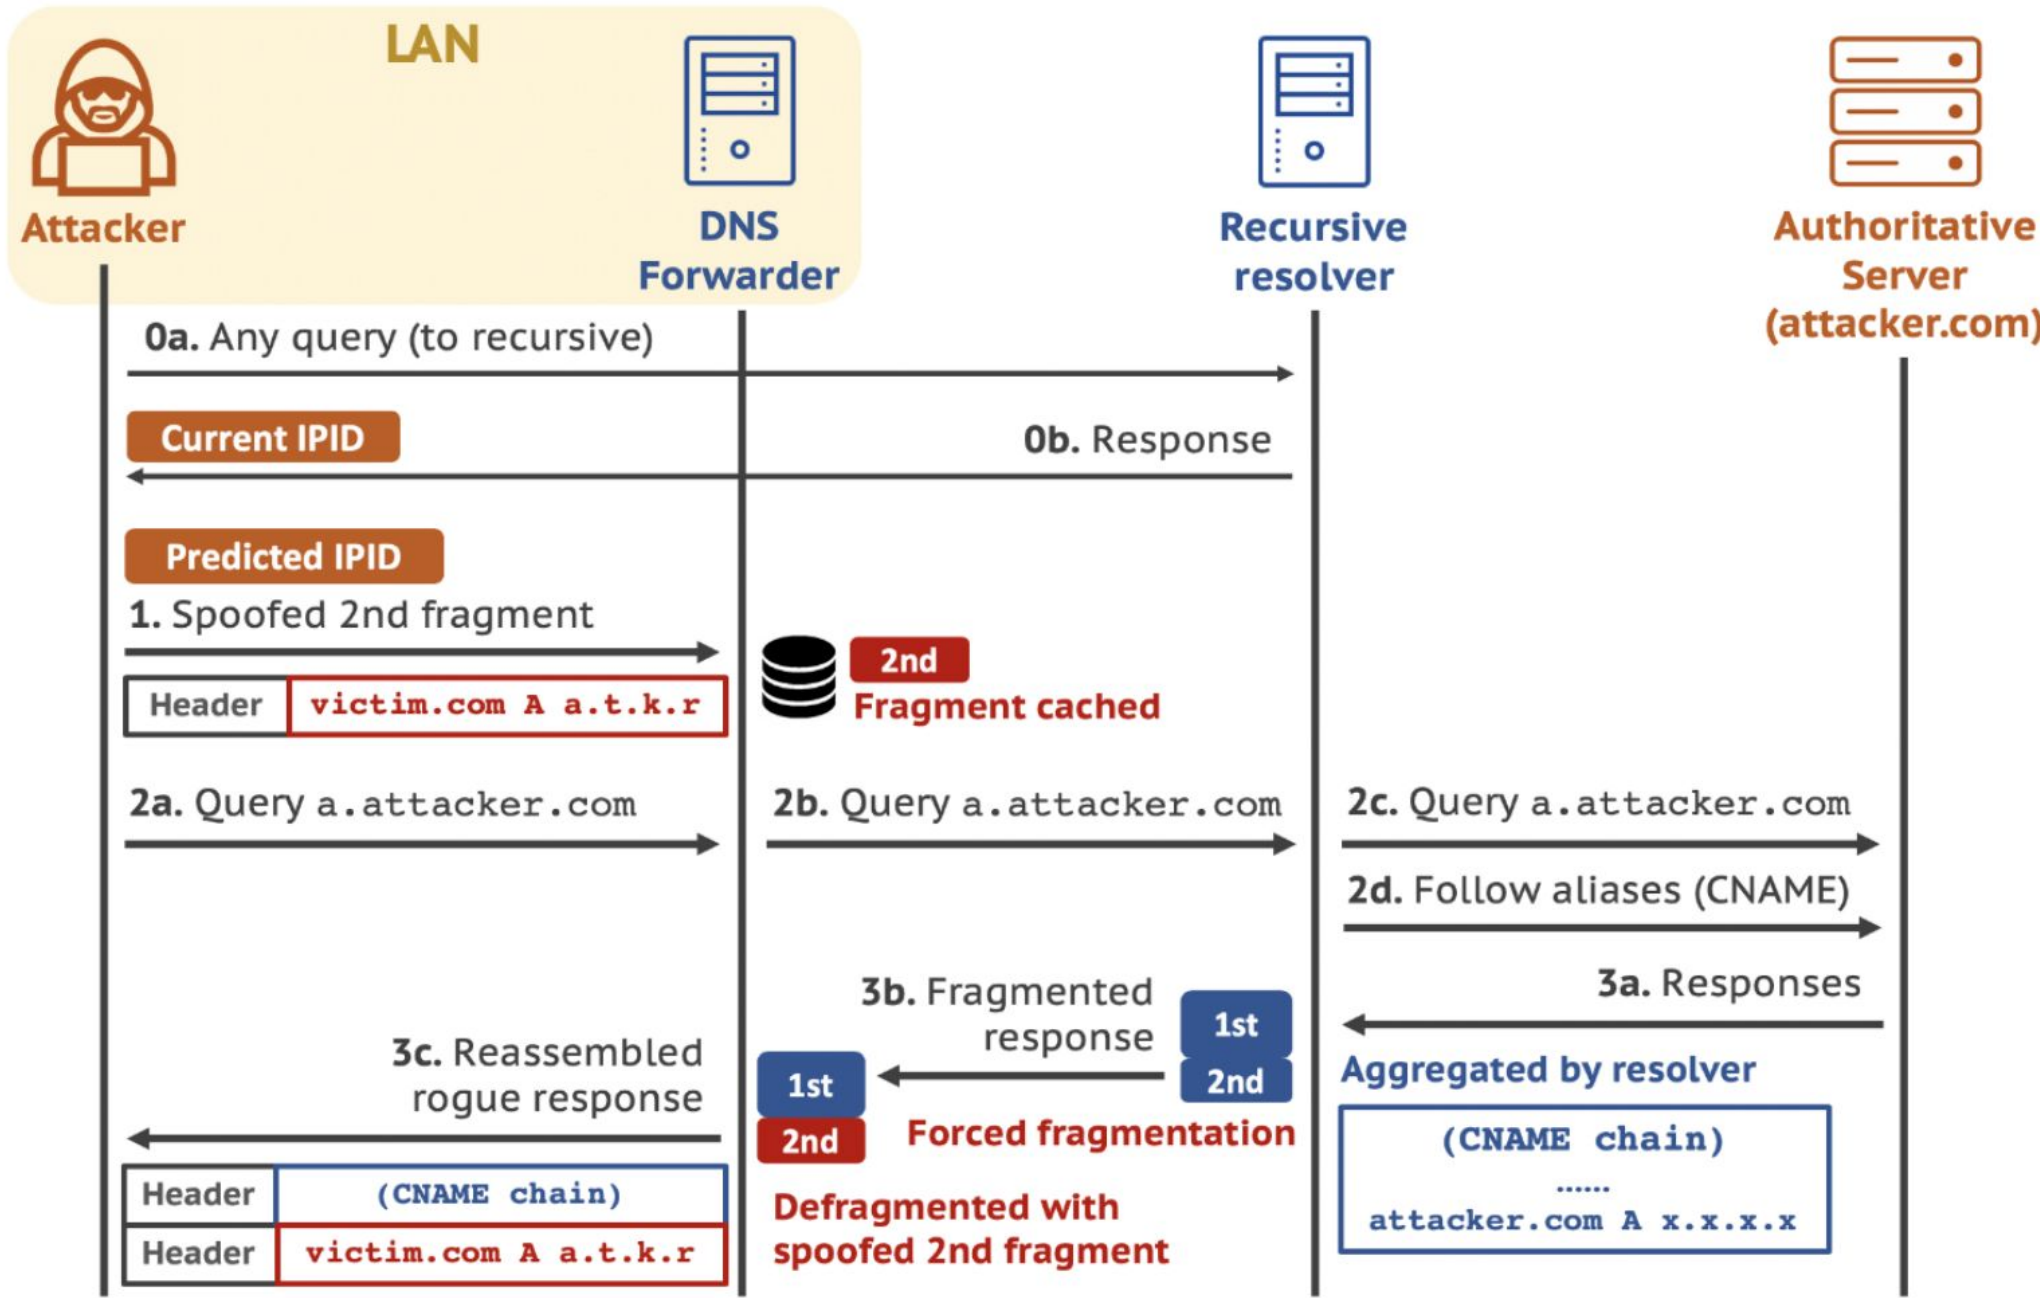 LAN
Attacker
DNS
Forwarder
Recursive
resolver
Authoritative
Server
(attacker.com)
0a. Any query (to recursive)
Current IPID
0b. Response
Predicted IPID
1. Spoofed 2nd fragment
Header
victim.com A a.t.k.r
2nd
Fragment cached
2a. Query a.attacker.com
2b. Query a.attacker.com
2c. Query a.attacker.com
2d. Follow aliases (CNAME)
3a. Responses
3b. Fragmented
response
1st
2nd
Forced fragmentation
Aggregated by resolver
(CNAME chain)
......
attacker.com A x.x.x.x
3c. Reassembled
rogue response
1st
2nd
Defragmented with
spoofed 2nd fragment
Header
(CNAME chain)
Header
victim.com A a.t.k.r